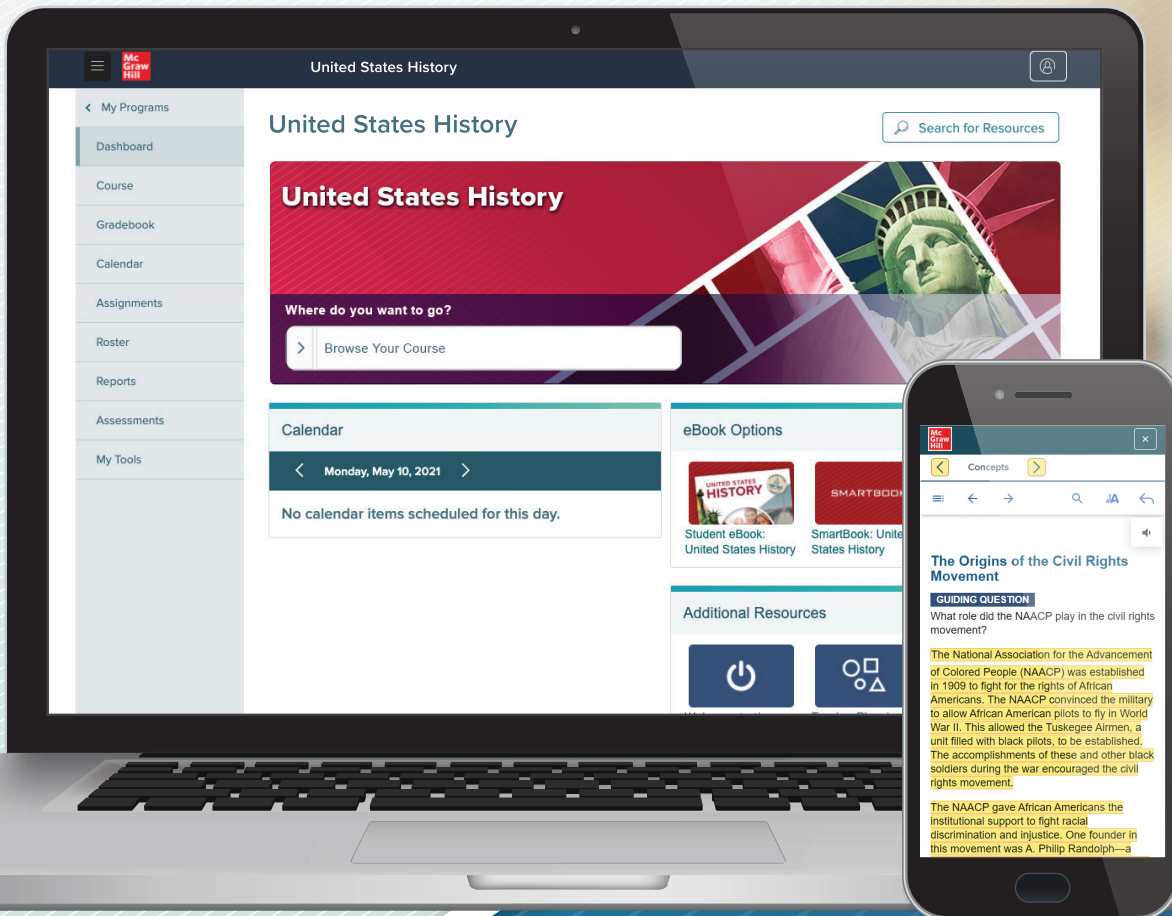 Mc
Graw
Hill
United States History
My Programs
Dashboard
Course
Gradebook
Calendar
Assignments
Roster
Reports
Assessments
My Tools
United States History
Search for Resources
United States History
Where do you want to go?
Browse Your Course
Calendar
Monday, May 10, 2021
No calendar items scheduled for this day.
eBook Options
UNITED STATES
HISTORY
Student eBook:
United States History
SMARTBOOK
SmartBook: Unite
States History
Additional Resources
Mc
Graw
Hill
Concepts
AA
The Origins of the Civil Rights
Movement
GUIDING QUESTION
What role did the NAACP play in the civil rights
movement?
The National Association for the Advancement
of Colored People (NAACP) was established
in 1909 to fight for the rights of African
Americans. The NAACP convinced the military
to allow African American pilots to fly in World
War II. This allowed the Tuskegee Airmen, a
unit filled with black pilots, to be established.
The accomplishments of these and other black
soldiers during the war encouraged the civil
rights movement.
The NAACP gave African Americans the
institutional support to fight racial
discrimination and injustice. One founder in
this movement was A. Philip Randolph—a